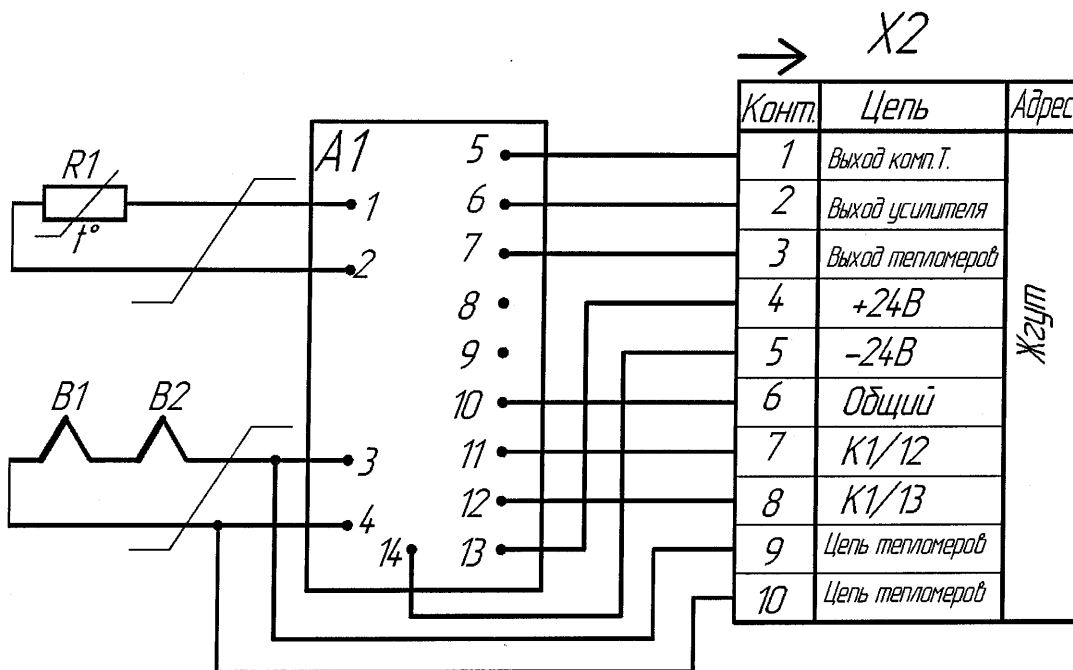 X2
Конт. Цепь Адрес
1 Выход комп.Т.
2 Выход усилителя
3 Выход тепломеров
4 +24В
5 -24В
6 Общий
7 К1/12
8 К1/13
9 Цепь тепломеров
10 Цепь тепломеров
Жгут
A1
R1
t°
B1 B2
1
2
3
4
5
6
7
8
9
10
11
12
13
14